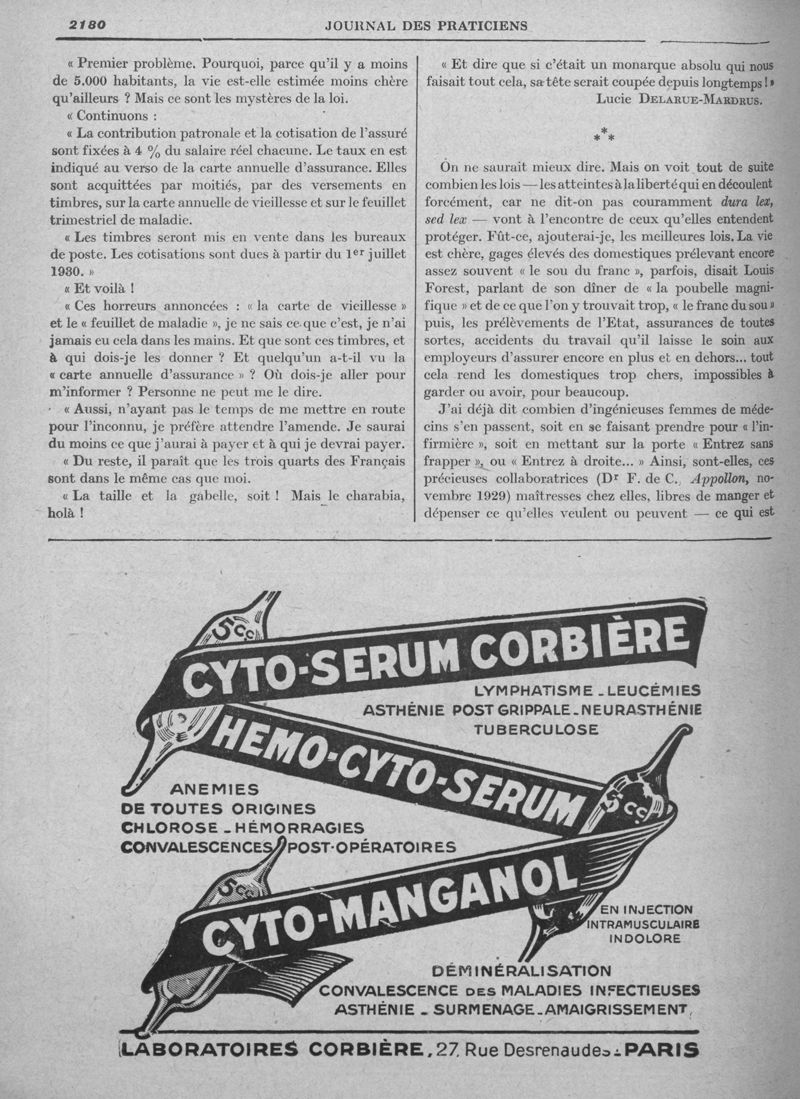 2180
JOURNAL DES PRATICIENS
« Premier problème. Pourquoi, parce qu'il y a moins
de 5.000 habitants, la vie est-elle estimée moins chère
qu'ailleurs ? Mais ce sont les mystères de la loi.
« Continuons :
« La contribution patronale et la cotisation de l'assuré
sont fixées à 4 % du salaire réel chacune. Le taux en est
indiqué au verso de la carte annuelle d'assurance. Elles
sont acquittées par moitiés, par des versements en
timbres, sur la carte annuelle de vieillesse et sur le feuillet
trimestriel de maladie.
« Les timbres seront mis en vente dans les bureaux
de poste. Les cotisations sont dues à partir du 1er juillet
1930. »
« Et voilà !
« Ces horreurs annoncées : « la carte de vieillesse »
et le « feuillet de maladie », je ne sais ce que c'est, je n'ai
jamais eu cela dans les mains. Et que sont ces timbres, et
à qui dois-je les donner ? Et quelqu'un a-t-il vu la
« carte annuelle d'assurance » ? Où dois-je aller pour
m'informer ? Personne ne peut me le dire.
« Aussi, n'ayant pas le temps de me mettre en route
pour l'inconnu, je préfère attendre l'amende. Je saurai
du moins ce que j'aurai à payer et à qui je devrai payer.
« Du reste, il paraît que les trois quarts des Français
sont dans le même cas que moi.
« La taille et la gabelle, soit ! Mais le charabia,
holà !
« Et dire que si c'était un monarque absolu qui nous
faisait tout cela, sa tête serait coupée depuis longtemps ! »
Lucie DELARUE-MARDRUS.
***
On ne saurait mieux dire. Mais on voit tout de suite
combien les lois — les atteintes à la liberté qui en découlent
forcément, car ne dit-on pas couramment dura lex,
sed lex — vont à l'encontre de ceux qu'elles entendent
protéger. Fût-ce, ajouterai-je, les meilleures lois. La vie
est chère, gages élevés des domestiques prélevant encore
assez souvent « le sou du franc », parfois, disait Louis
Forest, parlant de son dîner de « la poubelle magni-
fique » et de ce que l'on y trouvait trop, « le franc du sou »
puis, les prélèvements de l'Etat, assurances de toutes
sortes, accidents du travail qu'il laisse le soin aux
employeurs d'assurer encore en plus et en dehors... tout
cela rend les domestiques trop chers, impossibles à
garder ou avoir, pour beaucoup.
J'ai déjà dit combien d'ingénieuses femmes de méde-
cins s'en passent, soit en se faisant prendre pour « l'in-
firmière », soit en mettant sur la porte « Entrez sans
frapper », ou « Entrez à droite... » Ainsi, sont-elles, ces
précieuses collaboratrices (Dr F. de C. Appollon, no-
vembre 1929) maîtresses chez elles, libres de manger et
dépenser ce qu'elles veulent ou peuvent — ce qui est
5cc.
CYTO-SERUM CORBIÈRE
LYMPHATISME - LEUCÉMIES
ASTHÉNIE POST GRIPPALE - NEURASTHÉNIE
TUBERCULOSE
HEMO-CYTO-SERUM
5cc.
ANEMIES
DE TOUTES ORIGINES
CHLOROSE - HÉMORRAGIES
CONVALESCENCES POST-OPÉRATOIRES
5cc.
CYTO-MANGANOL
EN INJECTION
INTRAMUSCULAIRE
INDOLORE
DÉMINÉRALISATION
CONVALESCENCE DES MALADIES INFECTIEUSES
ASTHÉNIE - SURMENAGE - AMAIGRISSEMENT
LABORATOIRES CORBIÈRE, 27, Rue Desrenaudes - PARIS